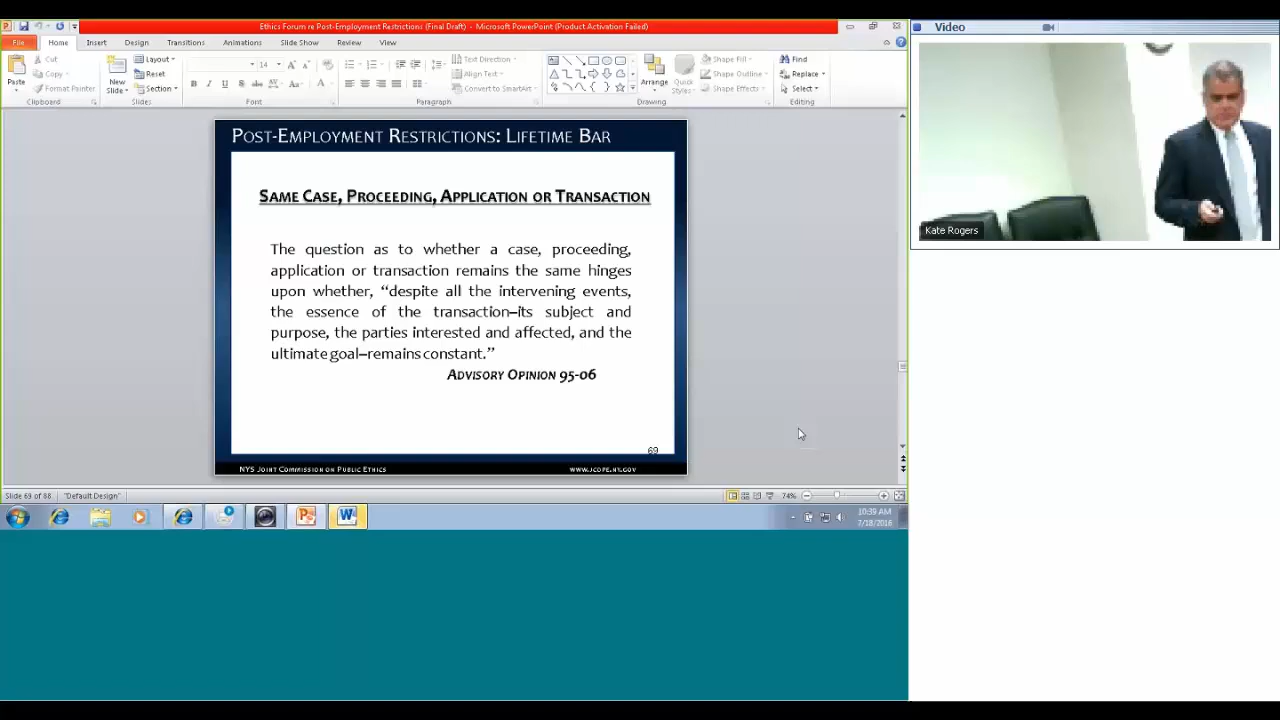 Ethics Forum re Post-Employment Restrictions (Final Draft) - Microsoft PowerPoint (Product Activation Failed)
File Home Insert Design Transitions Animations Slide Show Review View
Paste
Cut
Copy
Format Painter
Clipboard
New
Slide
Layout
Reset
Section
Slides
14
Font
Paragraph
Text Direction
Align Text
Convert to SmartArt
Arrange
Quick
Styles
Shape Fill
Shape Outline
Shape Effects
Drawing
Find
Replace
Select
Editing
POST-EMPLOYMENT RESTRICTIONS: LIFETIME BAR
SAME CASE, PROCEEDING, APPLICATION OR TRANSACTION
The question as to whether a case, proceeding,
application or transaction remains the same hinges
upon whether, “despite all the intervening events,
the essence of the transaction–its subject and
purpose, the parties interested and affected, and the
ultimate goal–remains constant.”
ADVISORY OPINION 95-06
69
NYS JOINT COMMISSION ON PUBLIC ETHICS
WWW.JCOPE.NY.GOV
Slide 69 of 88 "Default Design" 74%
10:39 AM
7/18/2016
Video
Kate Rogers